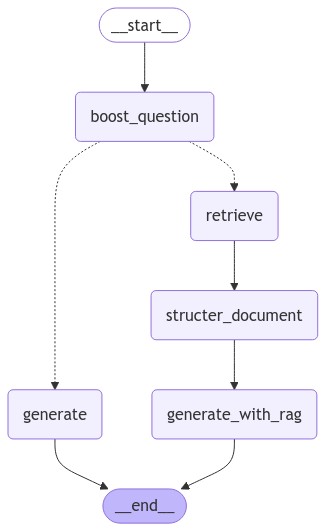 __start__
boost_question
retrieve
structer_document
generate
generate_with_rag
__end__